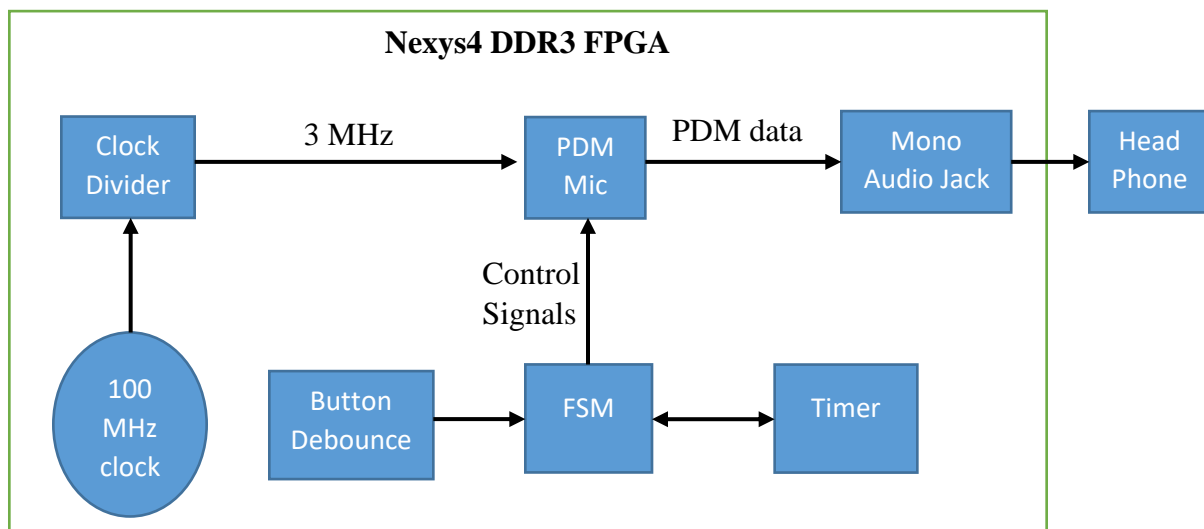 Nexys4 DDR3 FPGA
Clock
Divider
3 MHz
PDM
Mic
PDM data
Mono
Audio Jack
Head
Phone
Control
Signals
100
MHz
clock
Button
Debounce
FSM
Timer